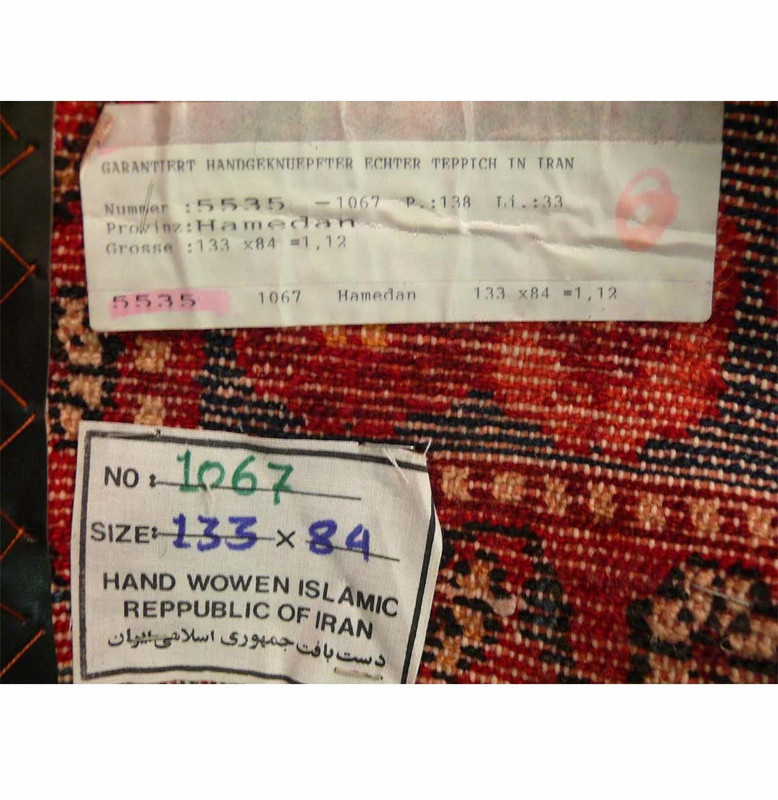 GARANTIERT HANDGEKNUEPFTER ECHTER TEPPICH IN IRAN
Nummer :5535 -1067 P.:138 Li.:33
Provinz:Hamedan
Grosse :133 x84 =1,12
5535 1067 Hamedan 133 x84 =1,12
NO : 1067
SIZE: 133 x 84
HAND WOWEN ISLAMIC
REPPUBLIC OF IRAN
دست بافت جمهوری اسلامی ایران